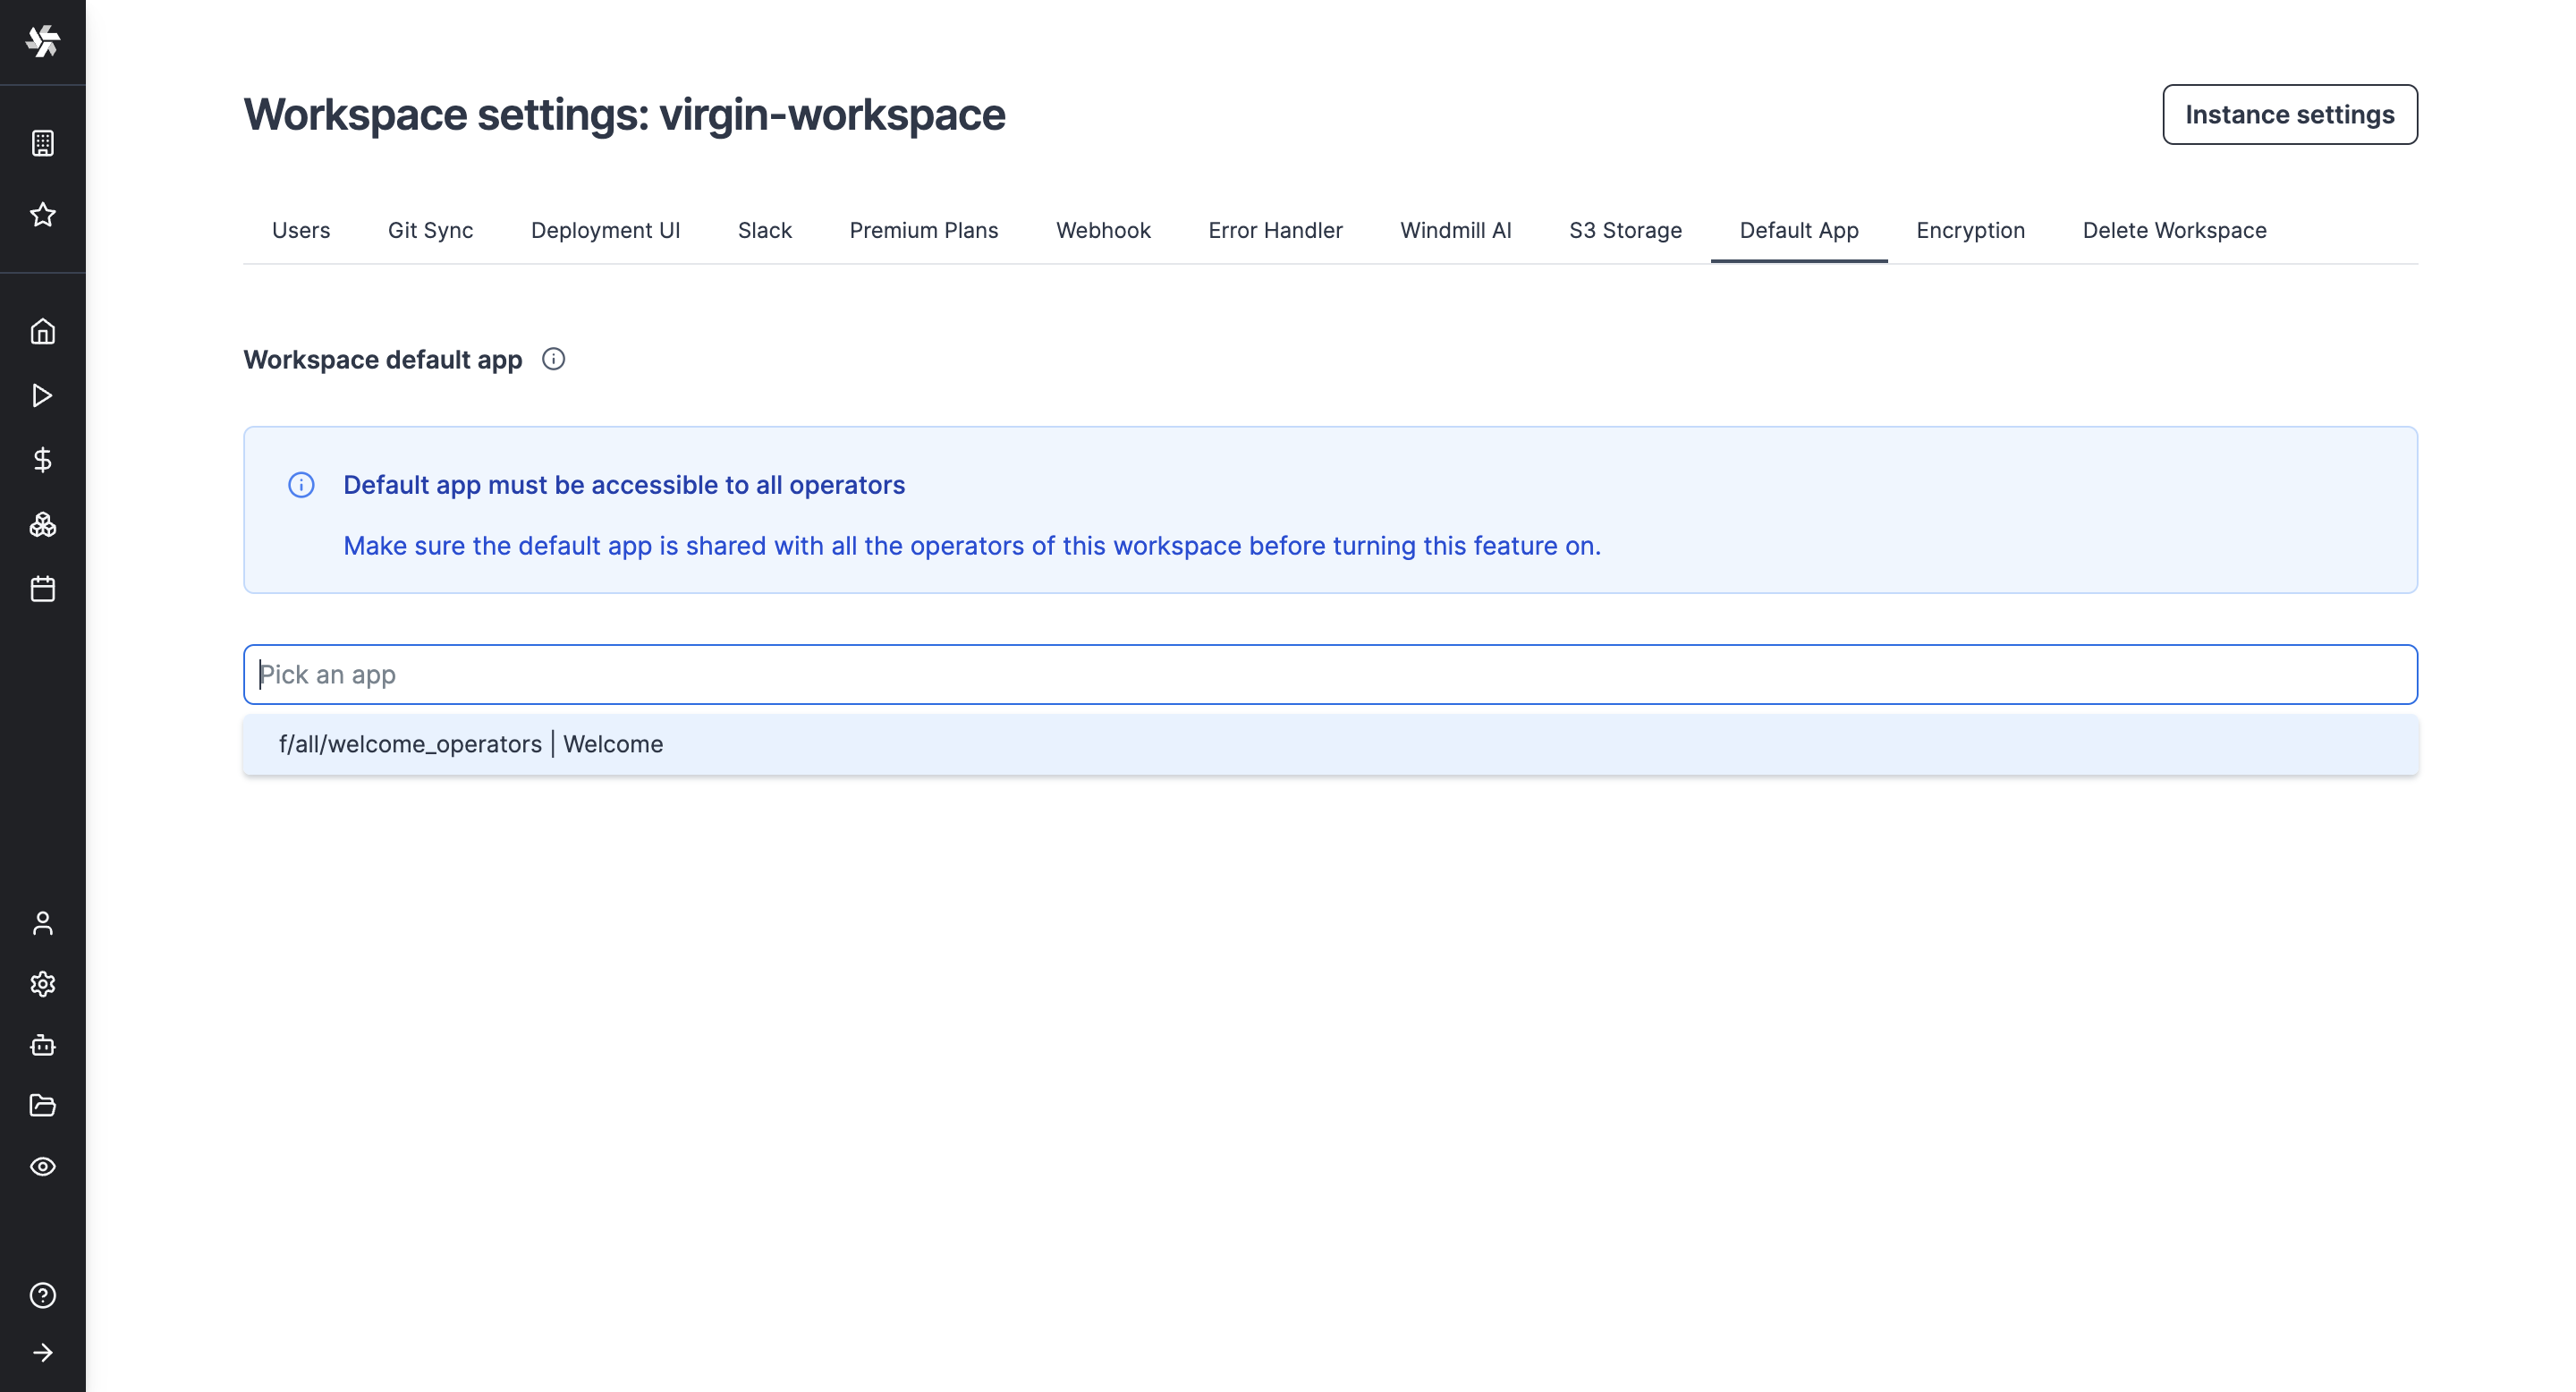 Workspace settings: virgin-workspace
Instance settings
Users Git Sync Deployment UI Slack Premium Plans Webhook Error Handler Windmill AI S3 Storage Default App Encryption Delete Workspace
Workspace default app
Default app must be accessible to all operators
Make sure the default app is shared with all the operators of this workspace before turning this feature on.
Pick an app
f/all/welcome_operators | Welcome